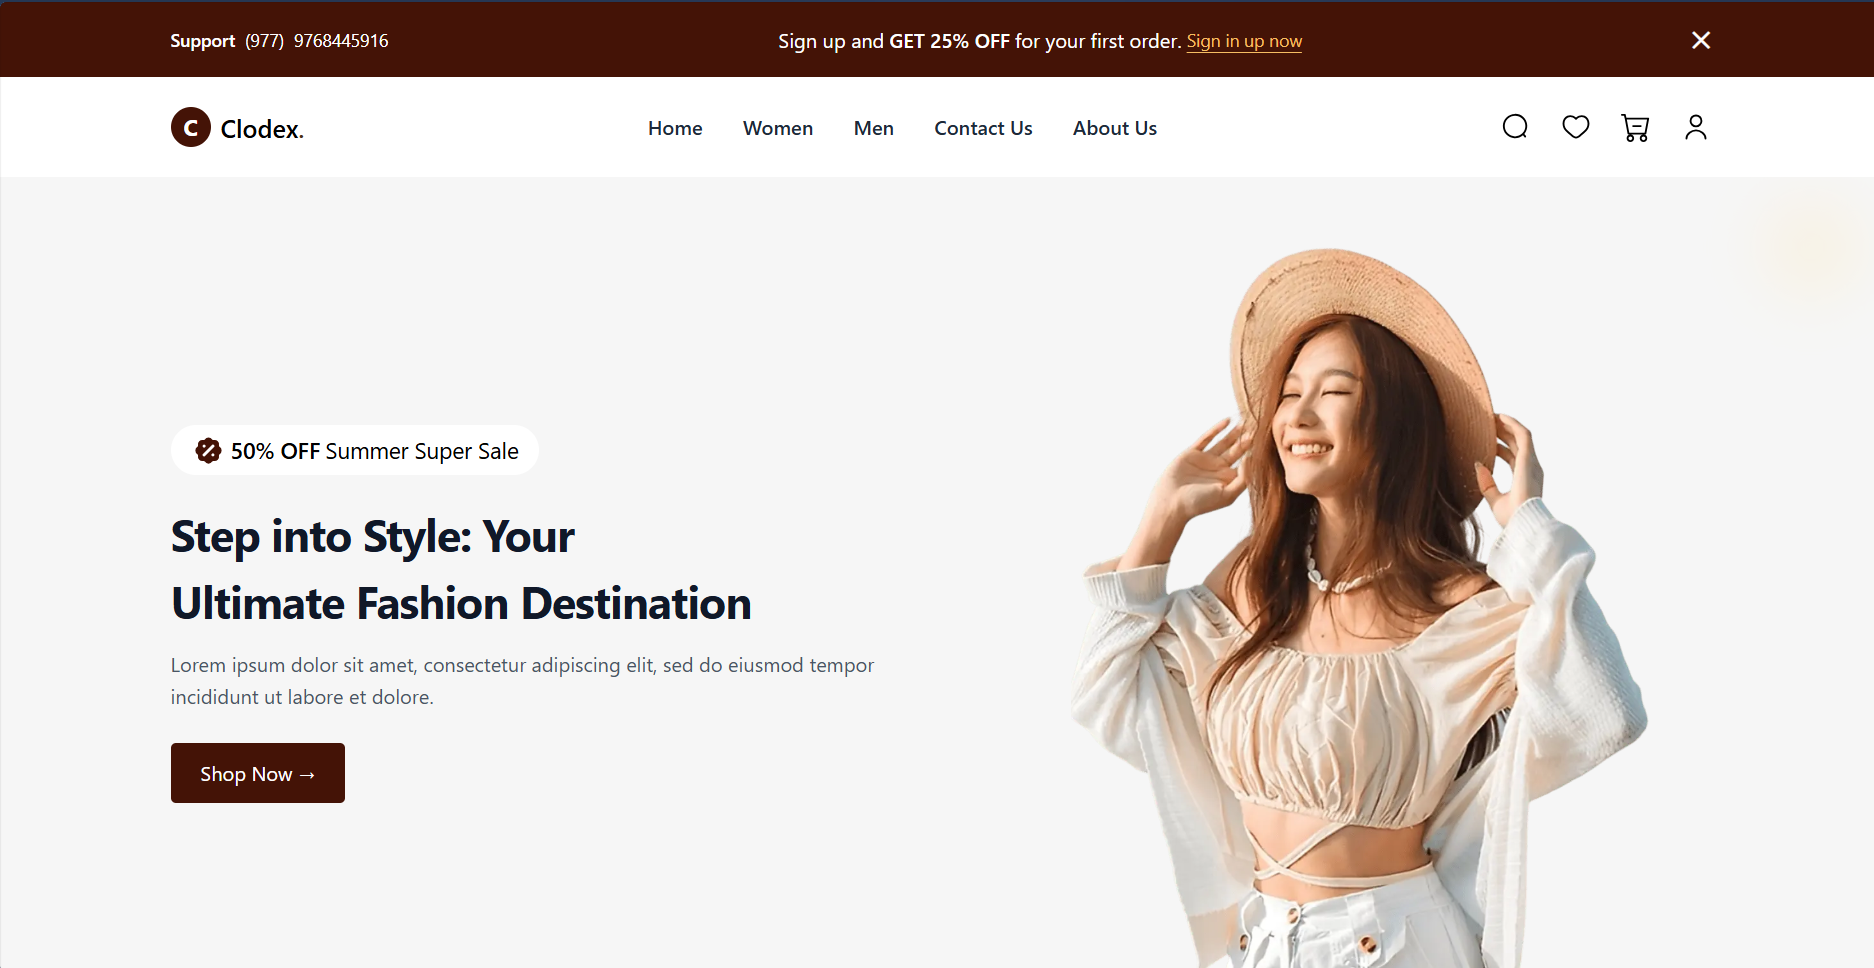 Support (977) 9768445916
Sign up and GET 25% OFF for your first order. Sign in up now
C Clodex.
Home Women Men Contact Us About Us
50% OFF Summer Super Sale
Step into Style: Your
Ultimate Fashion Destination
Lorem ipsum dolor sit amet, consectetur adipiscing elit, sed do eiusmod tempor
incididunt ut labore et dolore.
Shop Now →